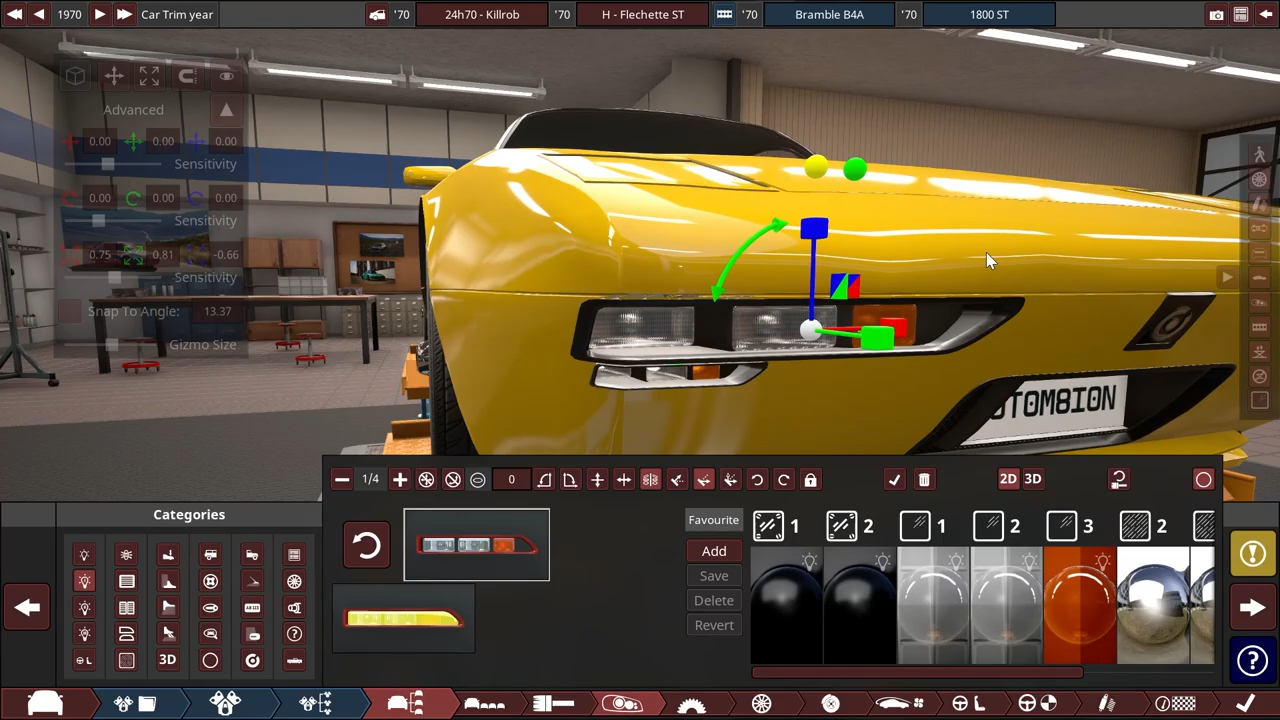 1970 Car Trim year '70 24h70 - Killrob '70 H - Flechette ST '70 Bramble B4A '70 1800 ST
Advanced
0.00 0.00 0.00
Sensitivity
0.00 0.00 0.00
Sensitivity
0.75 0.81 -0.66
Sensitivity
Snap To Angle: 13.37
Gizmo Size
UTOM8ION
1/4 0 2D 3D
Categories
3D
Favourite
Add
Save
Delete
Revert
1 2 1 2 3 2